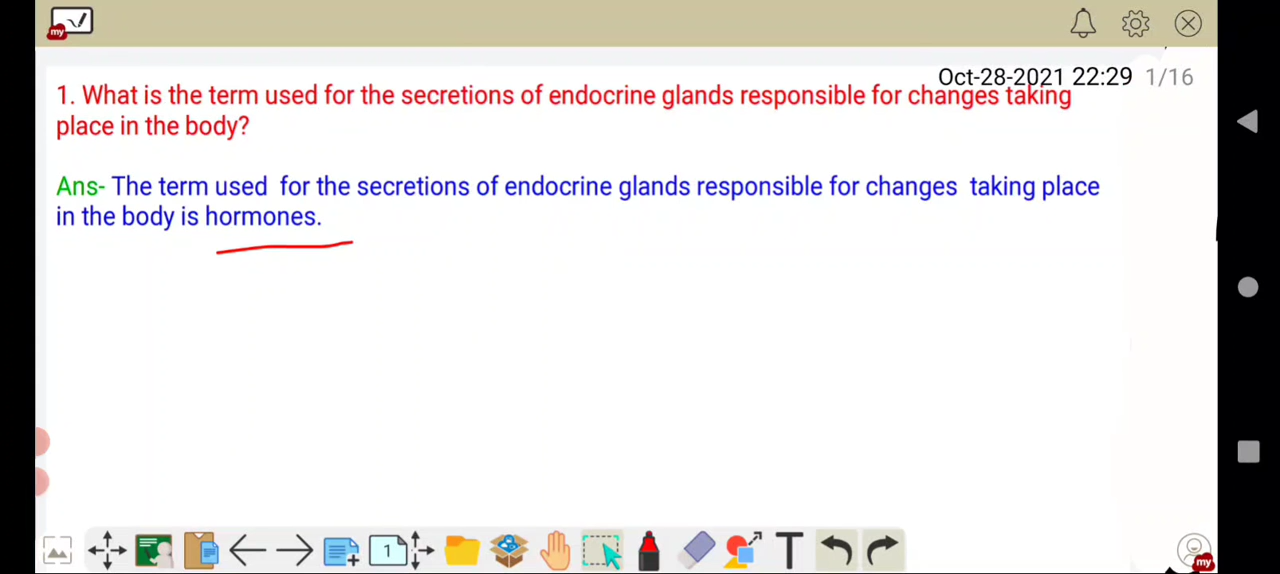 my
Oct-28-2021 22:29 1/16
1. What is the term used for the secretions of endocrine glands responsible for changes taking
place in the body?
Ans- The term used for the secretions of endocrine glands responsible for changes taking place
in the body is hormones.
1
T
my